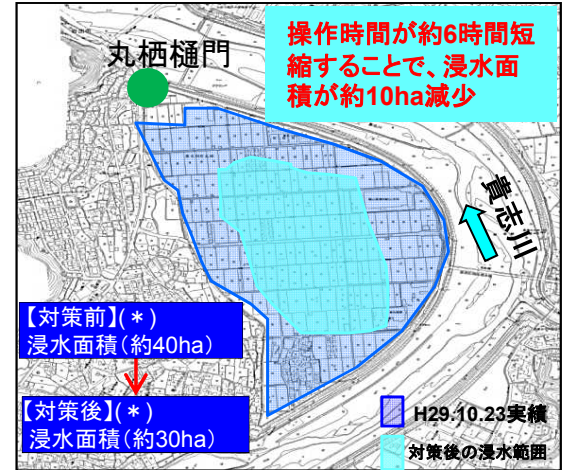 丸栖樋門
操作時間が約6時間短
縮することで、浸水面
積が約10ha減少
貴志川
【対策前】(＊)
浸水面積(約40ha)
【対策後】(＊)
浸水面積(約30ha)
H29.10.23実績
対策後の浸水範囲